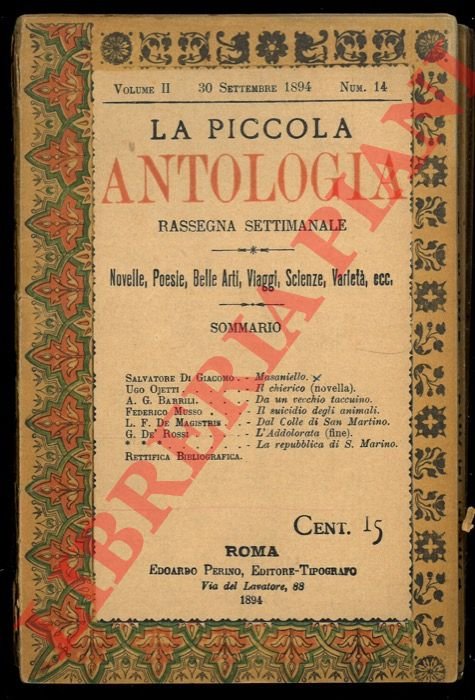 Volume II   30 Settembre 1894   Num. 14
LA PICCOLA
ANTOLOGIA
RASSEGNA SETTIMANALE
Novelle, Poesie, Belle Arti, Viaggi, Scienze, Varietà, ecc.
SOMMARIO
Salvatore Di Giacomo . - Masaniello.
Ugo Ojetti . . . . . - Il chierico (novella).
A. G. Barrili. . . . . - Da un vecchio taccuino.
Federico Musso . . . - Il suicidio degli animali.
L. F. De Magistris . . . - Dal Colle di San Martino.
G. De' Rossi . . . . - L'Addolorata (fine).
* * * . . . . - La repubblica di S. Marino.
Rettifica Bibliografica.
Cent. 15
ROMA
Edoardo Perino, Editore-Tipografo
Via del Lavatore, 88
1894
LIBRERIA PIANI